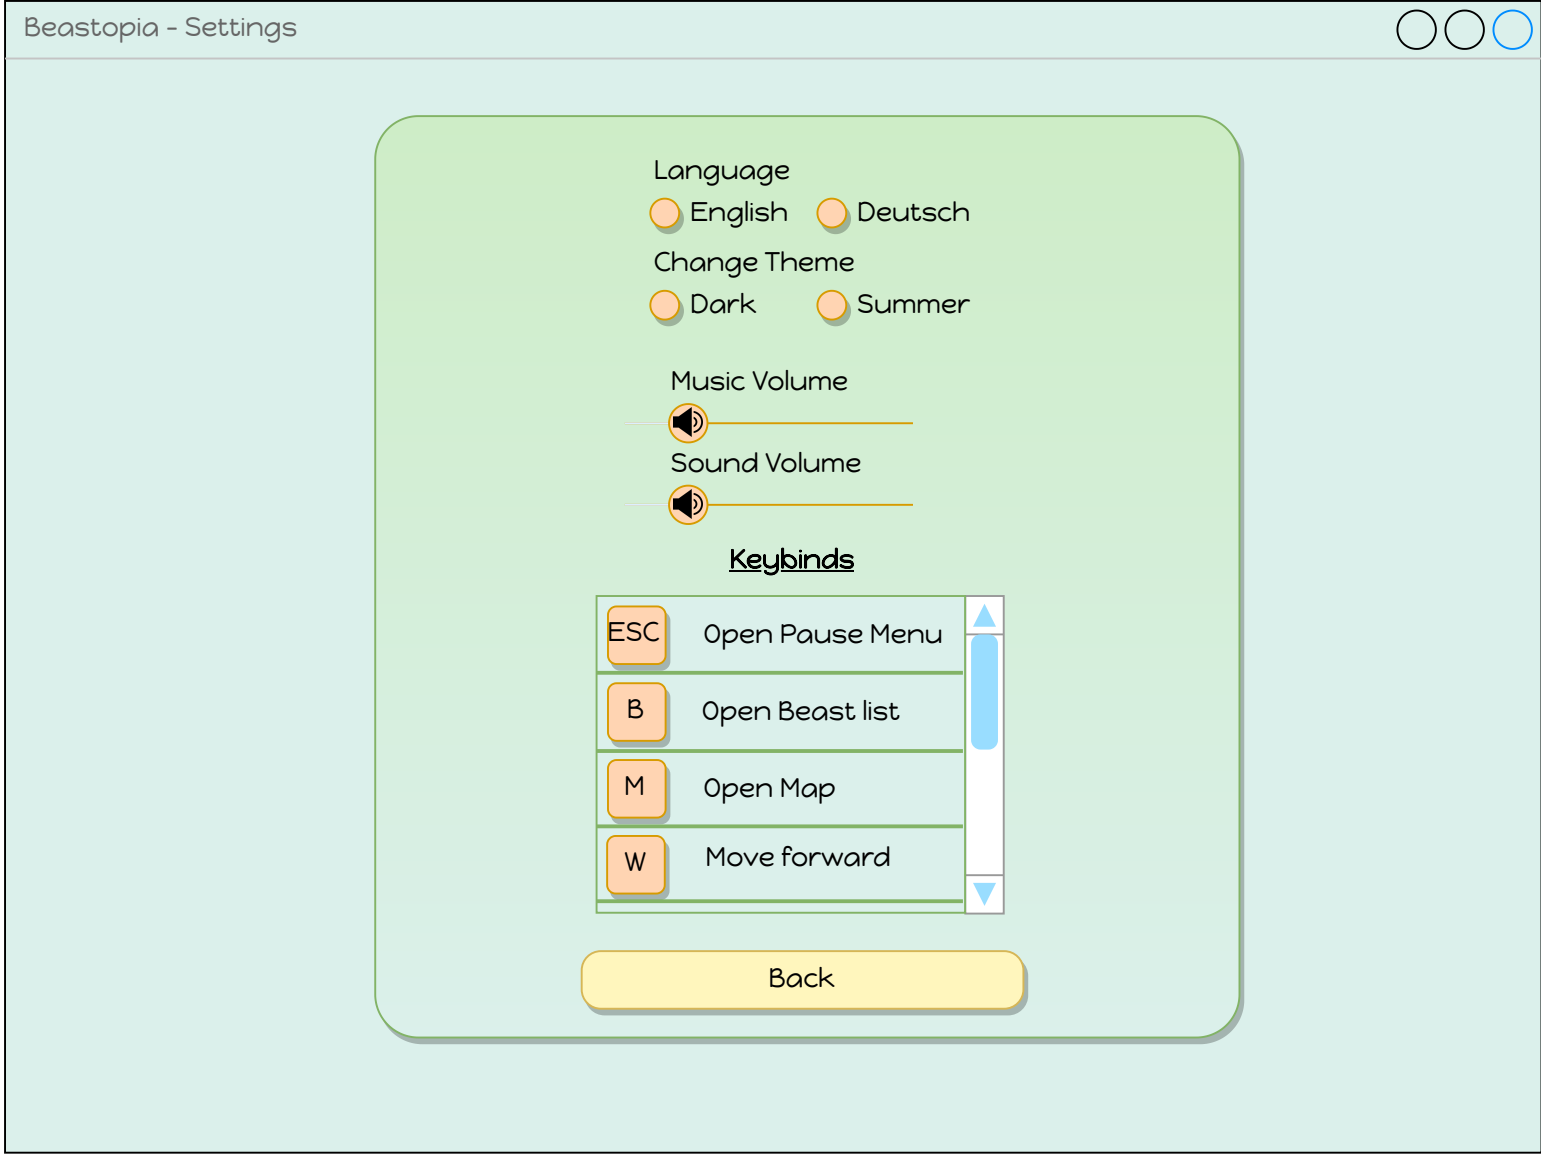 Beastopia - Settings
Language
English Deutsch
Change Theme
Dark Summer
Music Volume
Sound Volume
Keybinds
ESC Open Pause Menu
B Open Beast list
M Open Map
W Move forward
Back